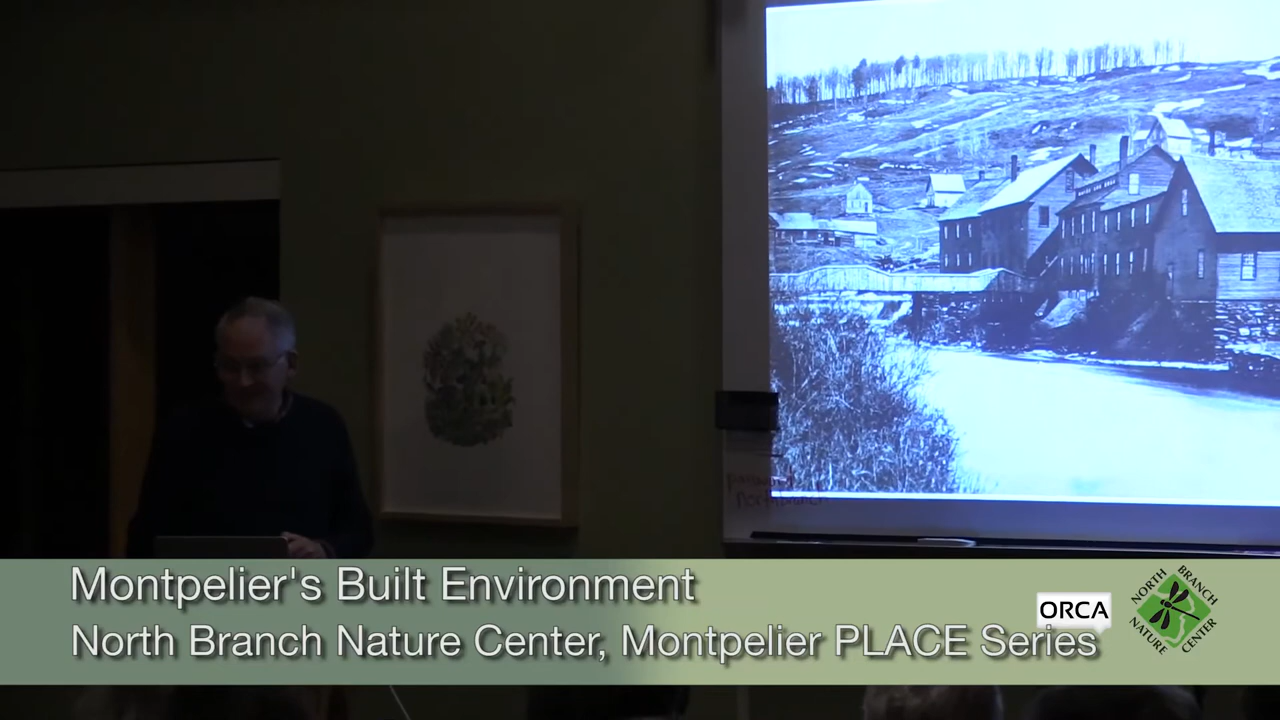 Montpelier's Built Environment
North Branch Nature Center, Montpelier PLACE Series
ORCA
NORTH BRANCH
NATURE CENTER